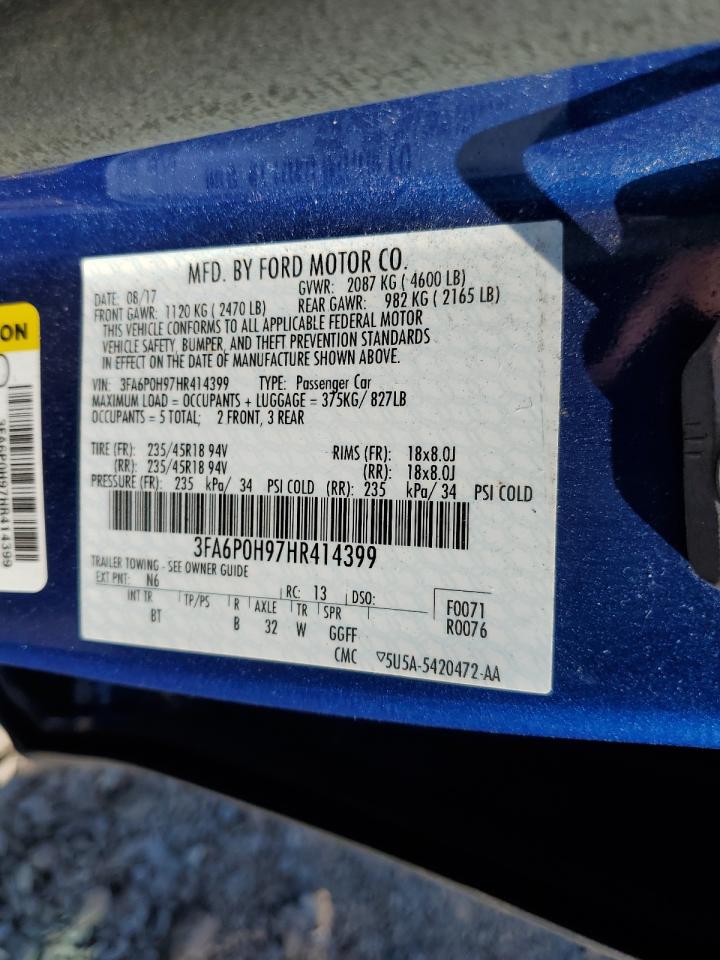 MFD. BY FORD MOTOR CO.
DATE: 08/17 GVWR: 2087 KG ( 4600 LB)
FRONT GAWR: 1120 KG ( 2470 LB) REAR GAWR: 982 KG ( 2165 LB)
THIS VEHICLE CONFORMS TO ALL APPLICABLE FEDERAL MOTOR
VEHICLE SAFETY, BUMPER, AND THEFT PREVENTION STANDARDS
IN EFFECT ON THE DATE OF MANUFACTURE SHOWN ABOVE.
VIN: 3FA6P0H97HR414399 TYPE: Passenger Car
MAXIMUM LOAD = OCCUPANTS + LUGGAGE = 375KG/ 827LB
OCCUPANTS = 5 TOTAL; 2 FRONT, 3 REAR
TIRE (FR): 235/45R18 94V RIMS (FR): 18x8.0J
(RR): 235/45R18 94V (RR): 18x8.0J
PRESSURE (FR): 235 kPa/ 34 PSI COLD (RR): 235 kPa/ 34 PSI COLD
3FA6P0H97HR414399
TRAILER TOWING - SEE OWNER GUIDE
EXT PNT: N6 RC: 13 DSO: F0071
INT TR TP/PS R AXLE TR SPR R0076
BT B 32 W GGFF
CMC 5U5A-5420472-AA
ON
3FA6P0H97HR414399